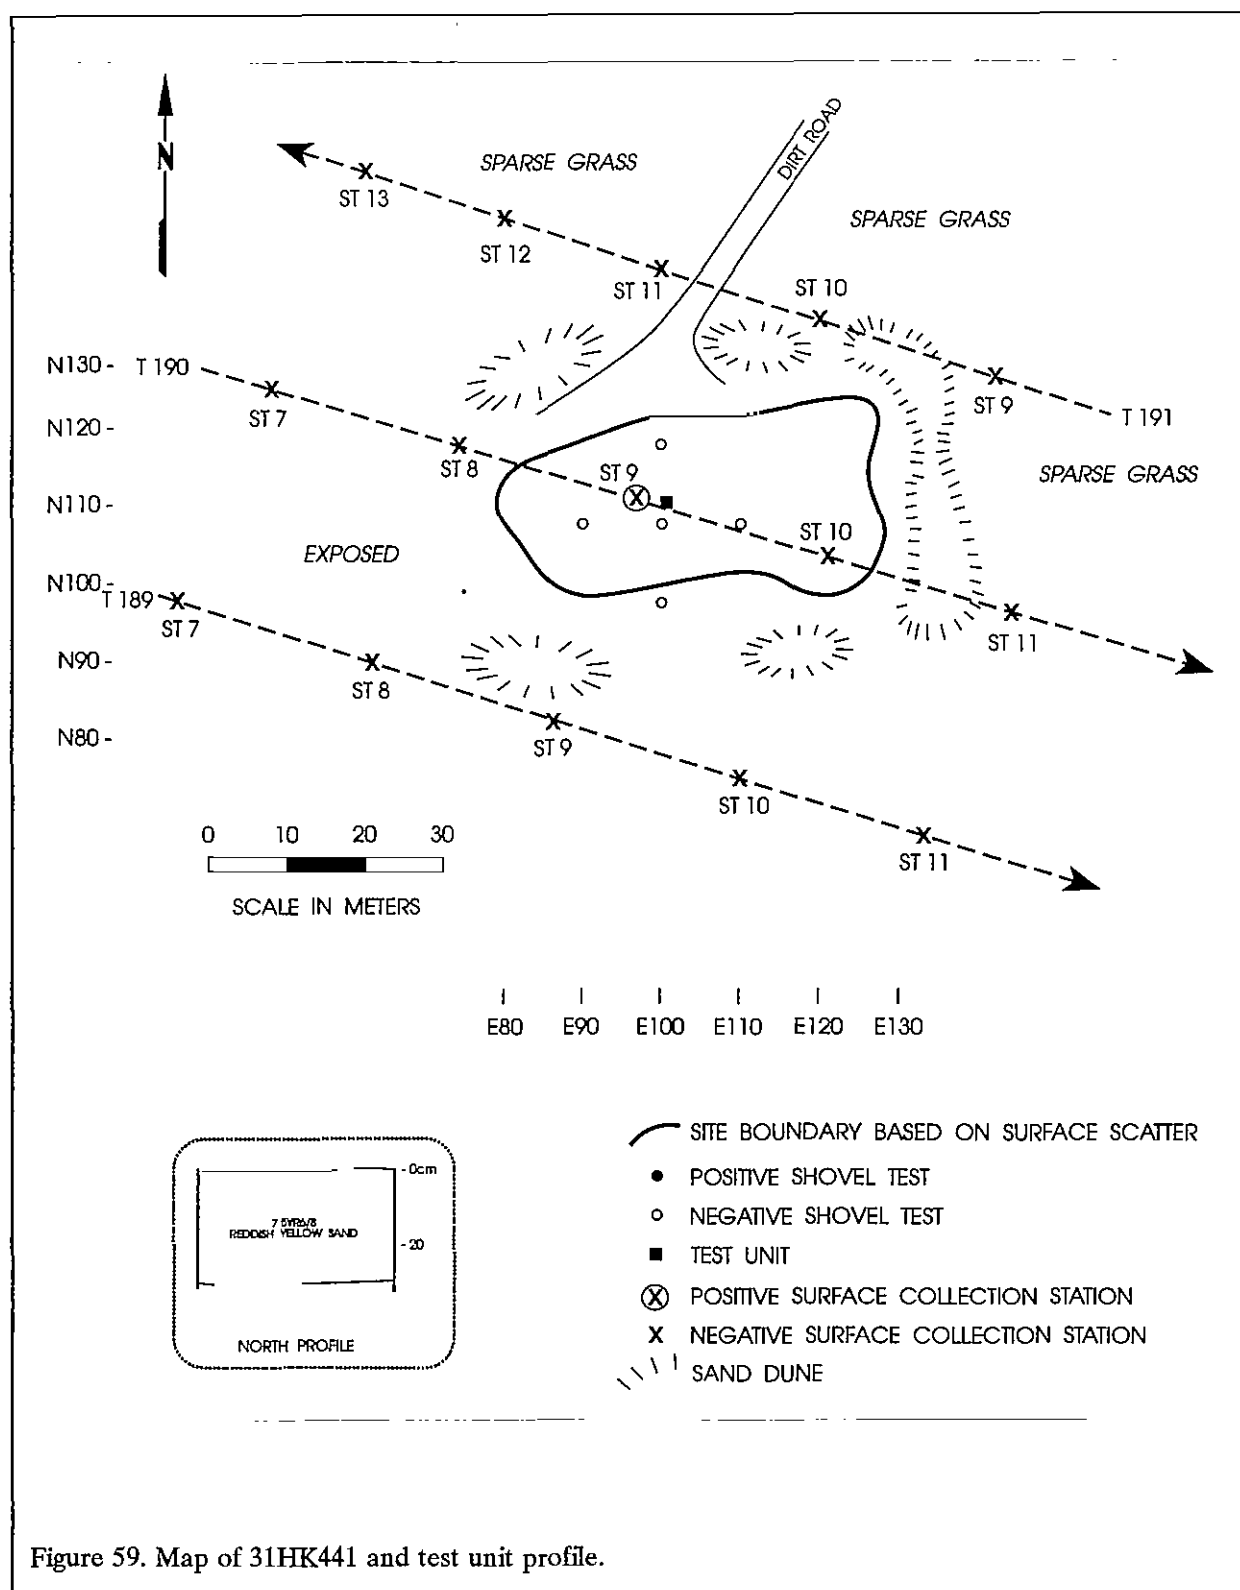 N
SPARSE GRASS
DIRT ROAD
SPARSE GRASS
ST 13
ST 12
ST 11
ST 10
ST 9
T 191
N130 -
T 190
ST 7
N120 -
ST 8
ST 9
SPARSE GRASS
N110 -
ST 10
EXPOSED
N100 -
T 189
ST 7
ST 11
N90 -
ST 8
N80 -
ST 9
ST 10
ST 11
0 10 20 30
SCALE IN METERS
E80 E90 E100 E110 E120 E130
SITE BOUNDARY BASED ON SURFACE SCATTER
POSITIVE SHOVEL TEST
NEGATIVE SHOVEL TEST
TEST UNIT
POSITIVE SURFACE COLLECTION STATION
NEGATIVE SURFACE COLLECTION STATION
SAND DUNE
- 0cm
7 5YR6/8
REDDISH YELLOW SAND
- 20
NORTH PROFILE
Figure 59. Map of 31HK441 and test unit profile.